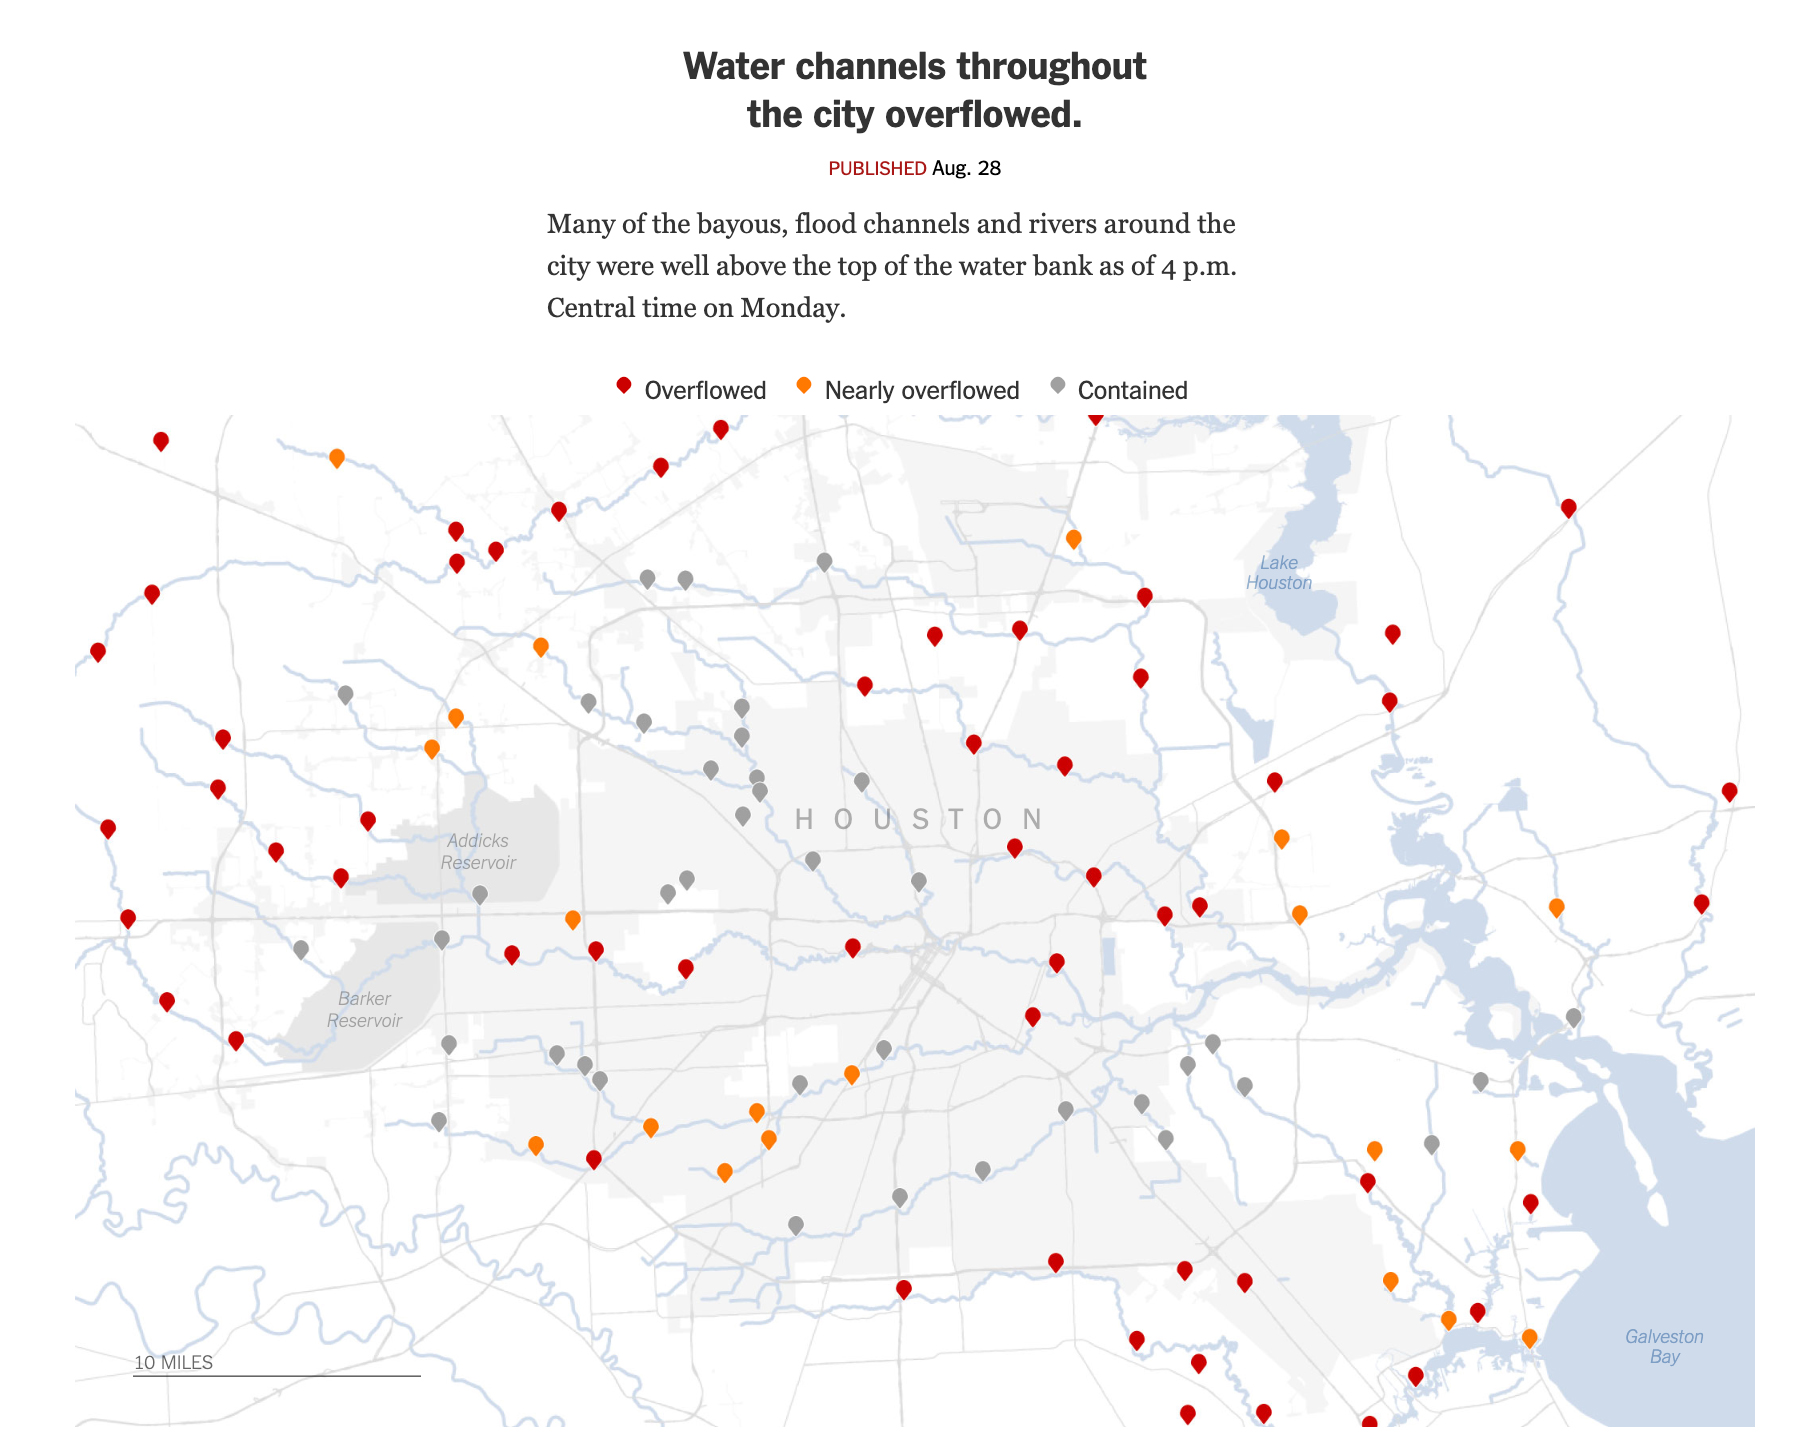 Water channels throughout
the city overflowed.
PUBLISHED Aug. 28
Many of the bayous, flood channels and rivers around the
city were well above the top of the water bank as of 4 p.m.
Central time on Monday.
Overflowed Nearly overflowed Contained
Lake
Houston
HOUSTON
Addicks
Reservoir
Barker
Reservoir
10 MILES
Galveston
Bay